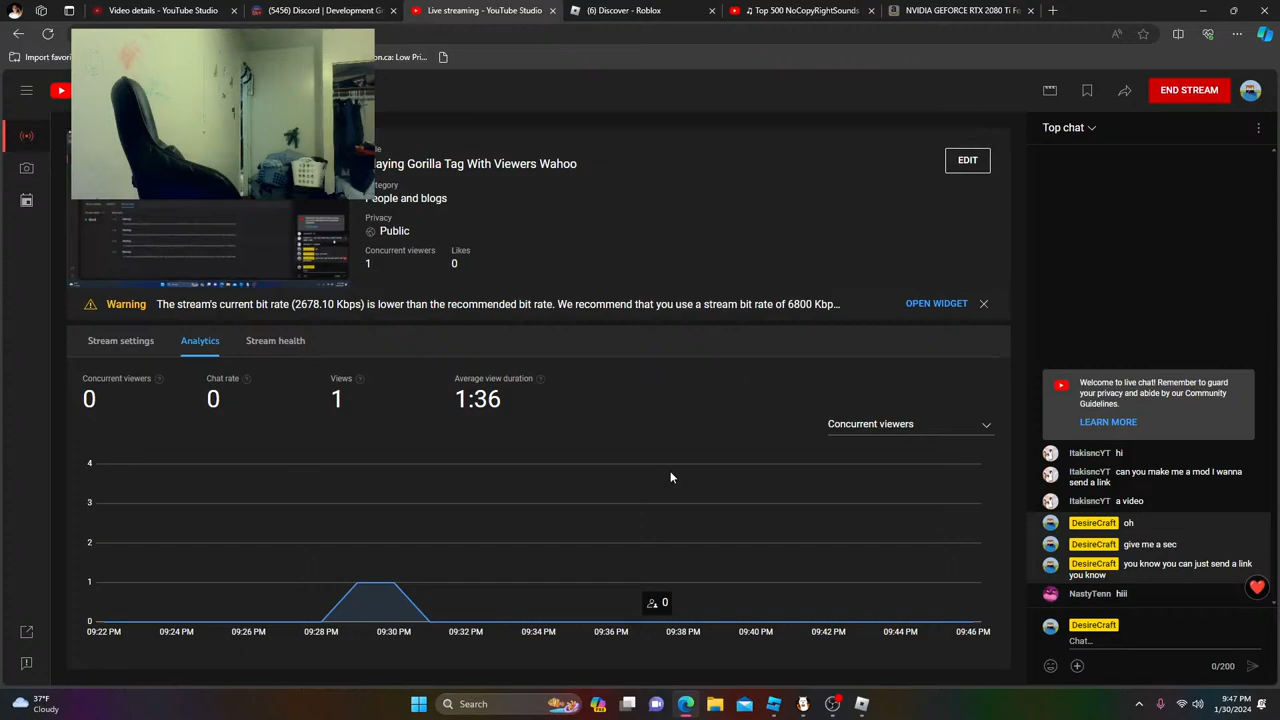 Video details - YouTube Studio
(5456) Discord | Development G
Live streaming - YouTube Studio
(6) Discover - Roblox
Top 500 NoCopyRightSounds
NVIDIA GEFORCE RTX 2080 Ti Fo
Import favori
on.ca: Low Pri...
END STREAM
Top chat
aying Gorilla Tag With Viewers Wahoo
EDIT
Category
People and blogs
Privacy
Public
Concurrent viewers
Likes
1
0
Warning
The stream's current bit rate (2678.10 Kbps) is lower than the recommended bit rate. We recommend that you use a stream bit rate of 6800 Kbp...
OPEN WIDGET
Stream settings
Analytics
Stream health
Concurrent viewers
Chat rate
Views
Average view duration
0
0
1
1:36
Concurrent viewers
4
3
2
1
0
0
09:22 PM
09:24 PM
09:26 PM
09:28 PM
09:30 PM
09:32 PM
09:34 PM
09:36 PM
09:38 PM
09:40 PM
09:42 PM
09:44 PM
09:46 PM
Welcome to live chat! Remember to guard
your privacy and abide by our Community
Guidelines.
LEARN MORE
ItakisncYT hi
ItakisncYT can you make me a mod I wanna
send a link
ItakisncYT a video
DesireCraft oh
DesireCraft give me a sec
DesireCraft you know you can just send a link
you know
NastyTenn hiii
DesireCraft
Chat...
0/200
37°F
Cloudy
Search
9:47 PM
1/30/2024